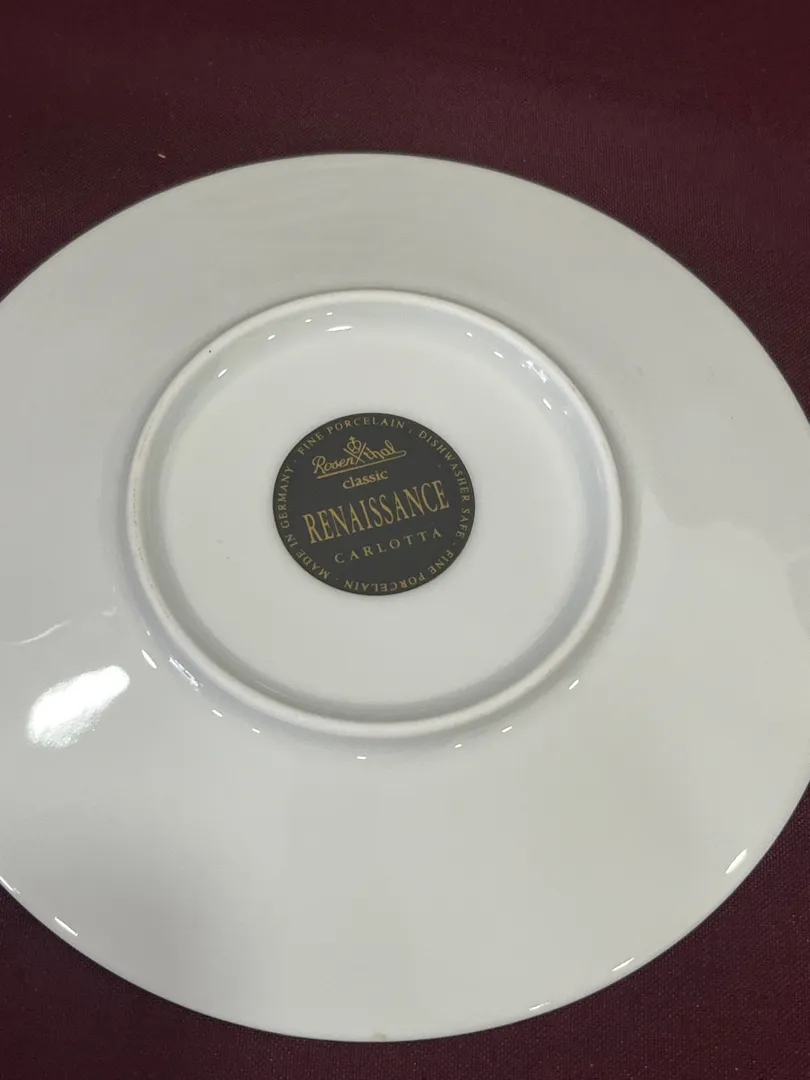 Rosenthal
classic
RENAISSANCE
CARLOTTA
MADE IN GERMANY · FINE PORCELAIN · DISHWASHER SAFE · FINE PORCELAIN ·